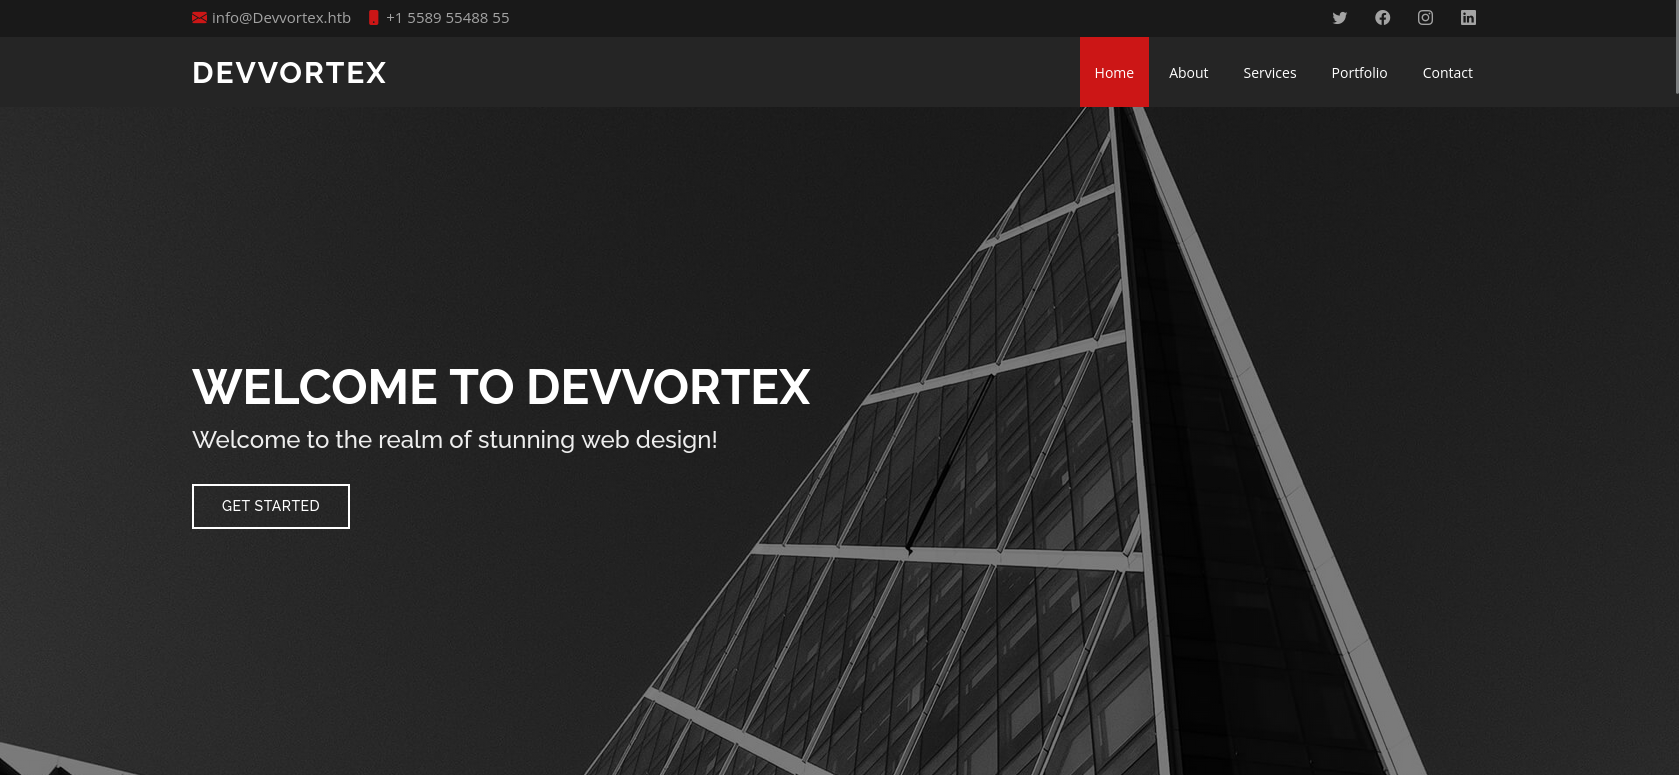 info@Devvortex.htb +1 5589 55488 55
DEVVORTEX
Home About Services Portfolio Contact
WELCOME TO DEVVORTEX
Welcome to the realm of stunning web design!
GET STARTED